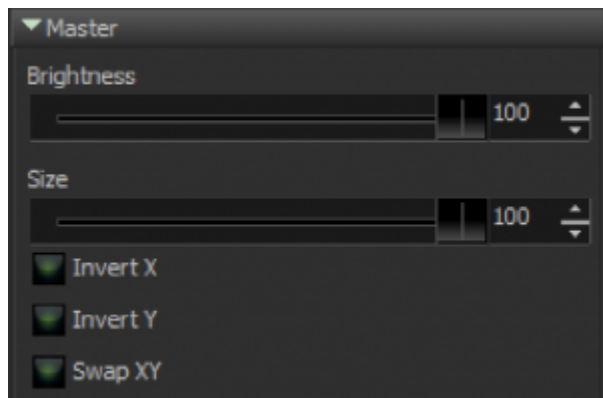 Master
Brightness
100
Size
100
Invert X
Invert Y
Swap XY